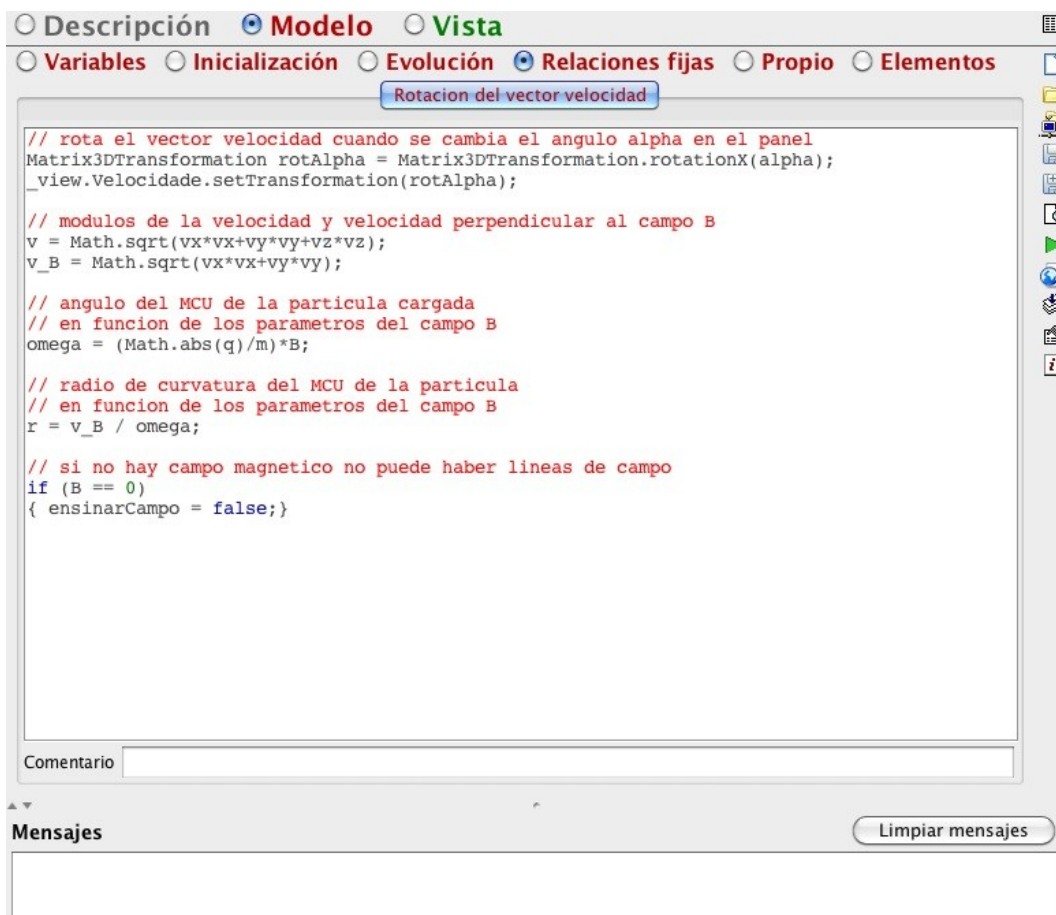 Descripción Modelo Vista
Variables Inicialización Evolución Relaciones fijas Propio Elementos
Rotacion del vector velocidad
// rota el vector velocidad cuando se cambia el angulo alpha en el panel
Matrix3DTransformation rotAlpha = Matrix3DTransformation.rotationX(alpha);
_view.Velocidade.setTransformation(rotAlpha);
// modulos de la velocidad y velocidad perpendicular al campo B
v = Math.sqrt(vx*vx+vy*vy+vz*vz);
v_B = Math.sqrt(vx*vx+vy*vy);
// angulo del MCU de la particula cargada
// en funcion de los parametros del campo B
omega = (Math.abs(q)/m)*B;
// radio de curvatura del MCU de la particula
// en funcion de los parametros del campo B
r = v_B / omega;
// si no hay campo magnetico no puede haber lineas de campo
if (B == 0)
{ ensinarCampo = false;}
Comentario
Mensajes Limpiar mensajes